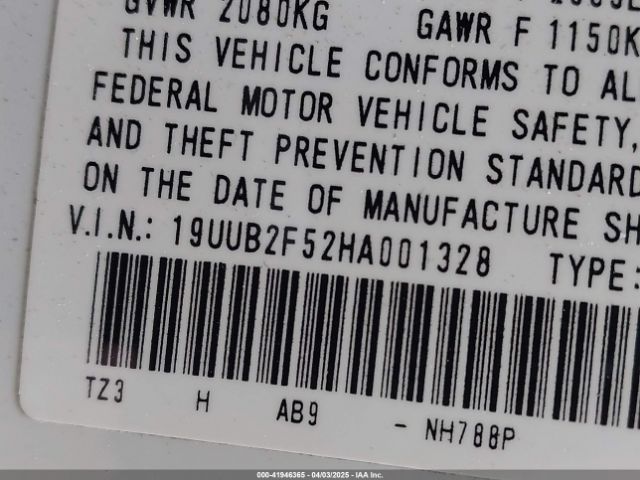 GVWR 2080KG GAWR F 1150K
THIS VEHICLE CONFORMS TO AL
FEDERAL MOTOR VEHICLE SAFETY,
AND THEFT PREVENTION STANDARD
ON THE DATE OF MANUFACTURE SH
V.I.N.: 19UUB2F52HA001328 TYPE:
TZ3 H AB9 - NH788P
000-41946365 - 04/03/2025 - IAA Inc.